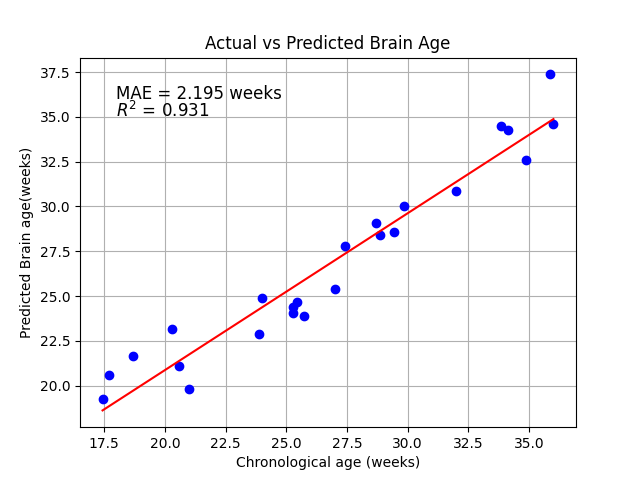 Actual vs Predicted Brain Age
MAE = 2.195 weeks
R² = 0.931
Predicted Brain age(weeks)
37.5
35.0
32.5
30.0
27.5
25.0
22.5
20.0
17.5 20.0 22.5 25.0 27.5 30.0 32.5 35.0
Chronological age (weeks)